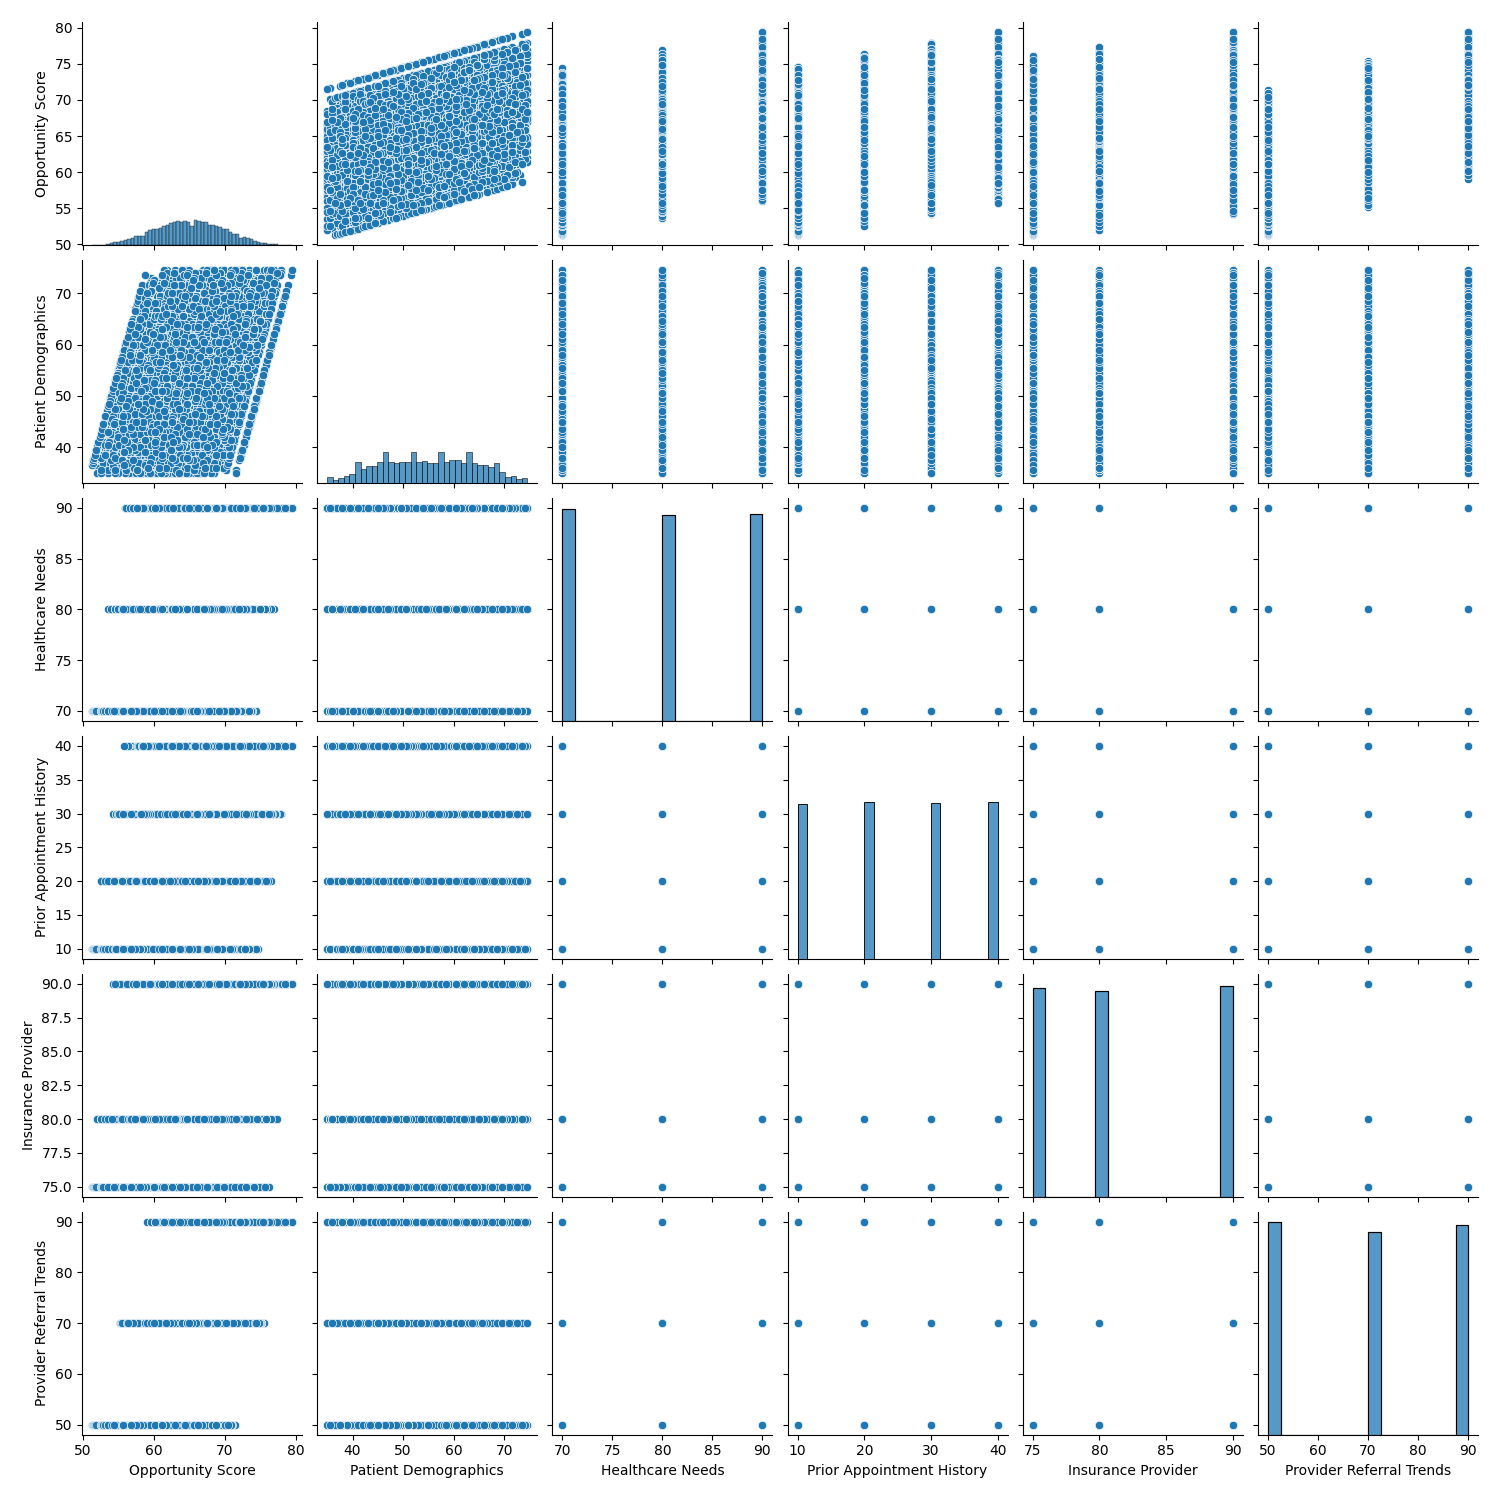 80
75
70
65
60
55
50
Opportunity Score
70
60
50
40
Patient Demographics
90
85
80
75
70
Healthcare Needs
40
35
30
25
20
15
10
Prior Appointment History
90.0
87.5
85.0
82.5
80.0
77.5
75.0
Insurance Provider
90
80
70
60
50
Provider Referral Trends
50 60 70 80
40 50 60 70
70 75 80 85 90
10 20 30 40
75 80 85 90
50 60 70 80 90
Opportunity Score
Patient Demographics
Healthcare Needs
Prior Appointment History
Insurance Provider
Provider Referral Trends